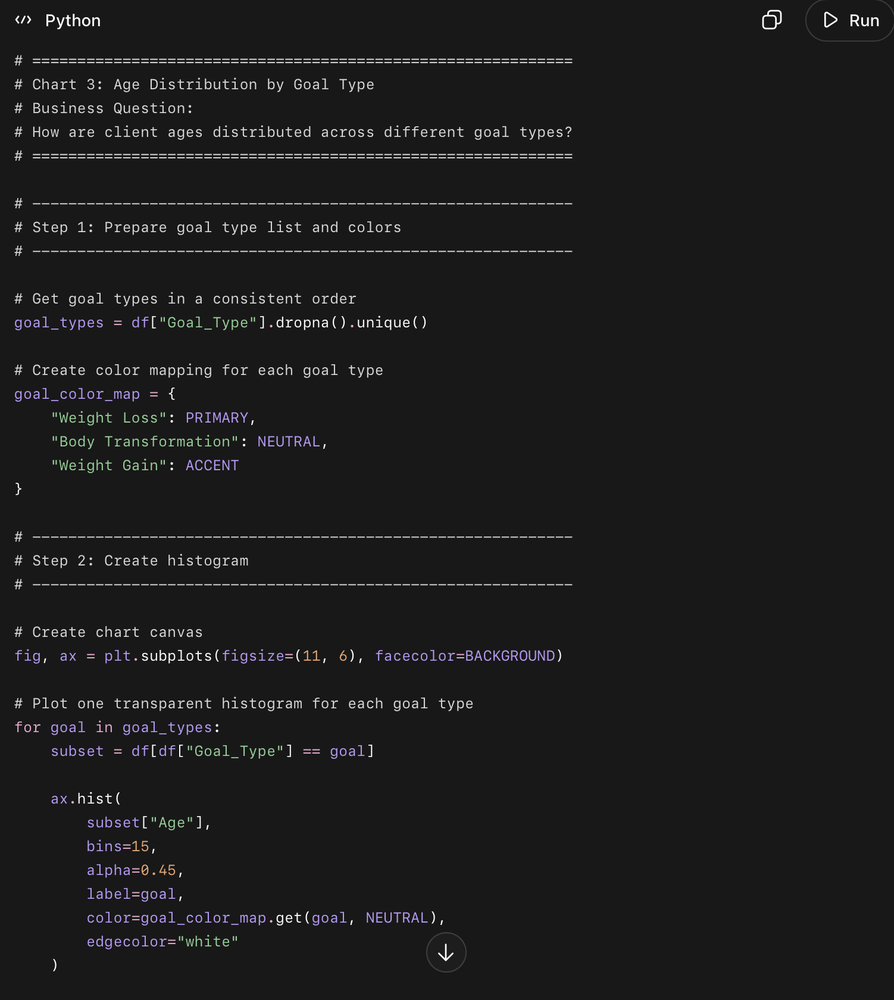 Python
Run
# ============================================================
# Chart 3: Age Distribution by Goal Type
# Business Question:
# How are client ages distributed across different goal types?
# ============================================================
# ------------------------------------------------------------
# Step 1: Prepare goal type list and colors
# ------------------------------------------------------------
# Get goal types in a consistent order
goal_types = df["Goal_Type"].dropna().unique()
# Create color mapping for each goal type
goal_color_map = {
    "Weight Loss": PRIMARY,
    "Body Transformation": NEUTRAL,
    "Weight Gain": ACCENT
}
# ------------------------------------------------------------
# Step 2: Create histogram
# ------------------------------------------------------------
# Create chart canvas
fig, ax = plt.subplots(figsize=(11, 6), facecolor=BACKGROUND)
# Plot one transparent histogram for each goal type
for goal in goal_types:
    subset = df[df["Goal_Type"] == goal]
    ax.hist(
        subset["Age"],
        bins=15,
        alpha=0.45,
        label=goal,
        color=goal_color_map.get(goal, NEUTRAL),
        edgecolor="white"
    )